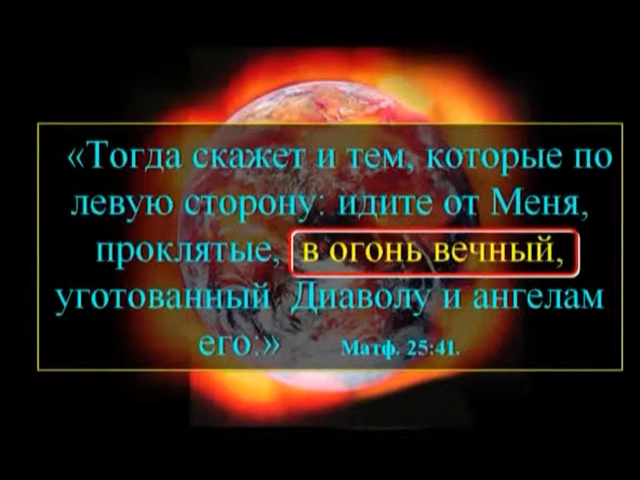 «Тогда скажет и тем, которые по
левую сторону: идите от Меня,
проклятые, в огонь вечный,
уготованный Диаволу и ангелам
его:» Матф. 25:41.